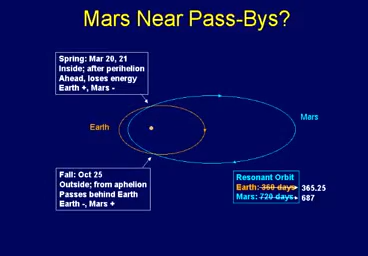 Mars Near Pass-Bys?
Spring: Mar 20, 21
Inside; after perihelion
Ahead, loses energy
Earth +, Mars -
Mars
Earth
Fall: Oct 25
Outside; from aphelion
Passes behind Earth
Earth -, Mars +
Resonant Orbit
Earth: 360 days 365.25
Mars: 720 days 687